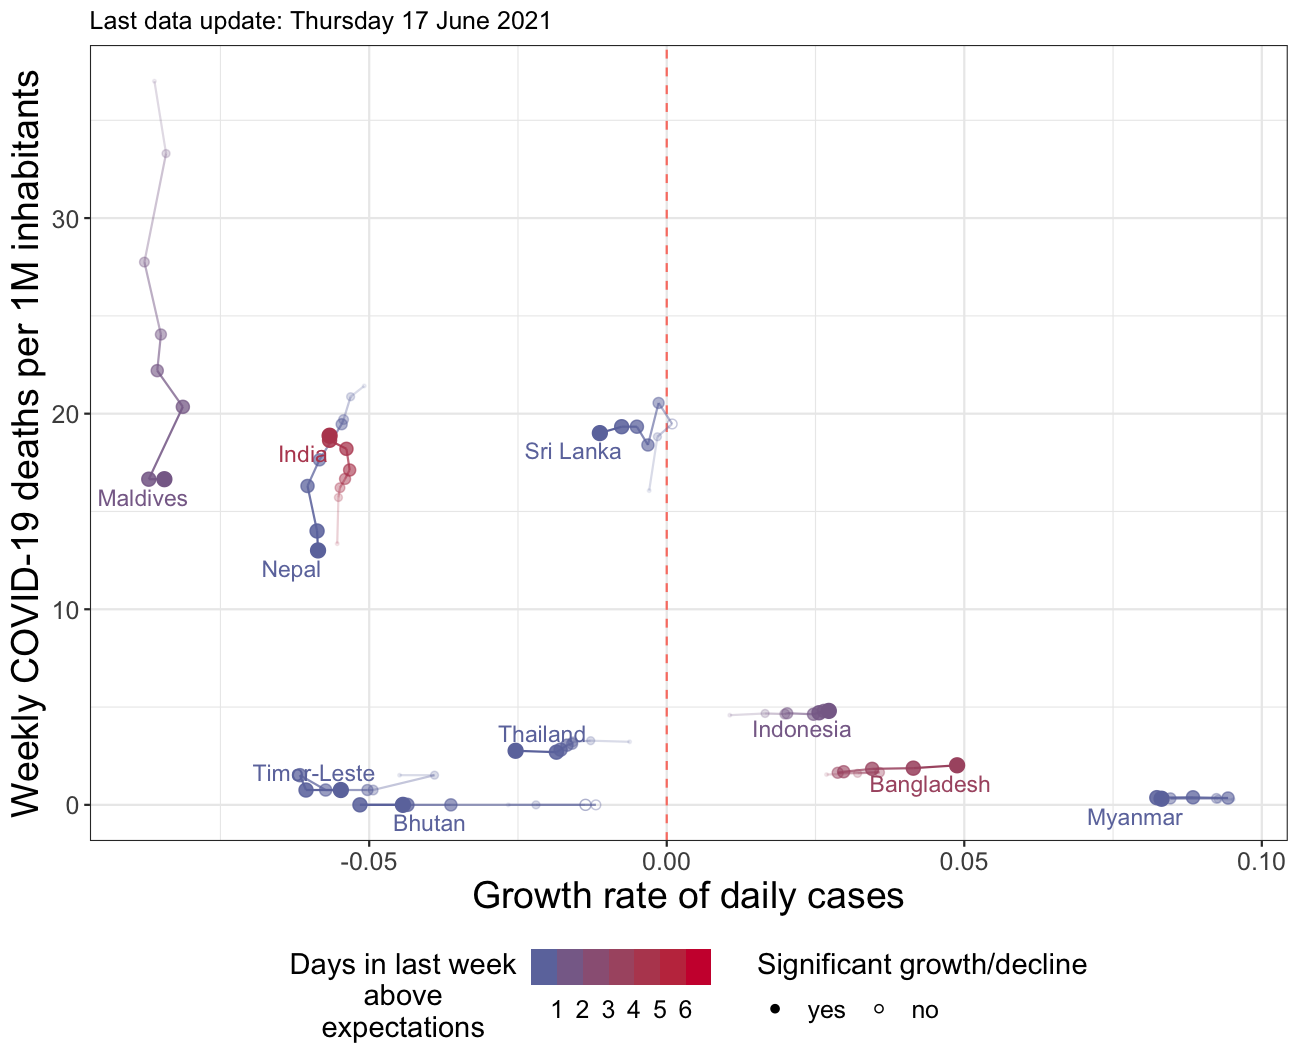 Last data update: Thursday 17 June 2021
Weekly COVID-19 deaths per 1M inhabitants
30
20
10
0
Maldives
India
Nepal
Sri Lanka
Thailand
Timor-Leste
Bhutan
Indonesia
Bangladesh
Myanmar
-0.05
0.00
0.05
0.10
Growth rate of daily cases
Days in last week
above
expectations
1 2 3 4 5 6
Significant growth/decline
yes
no